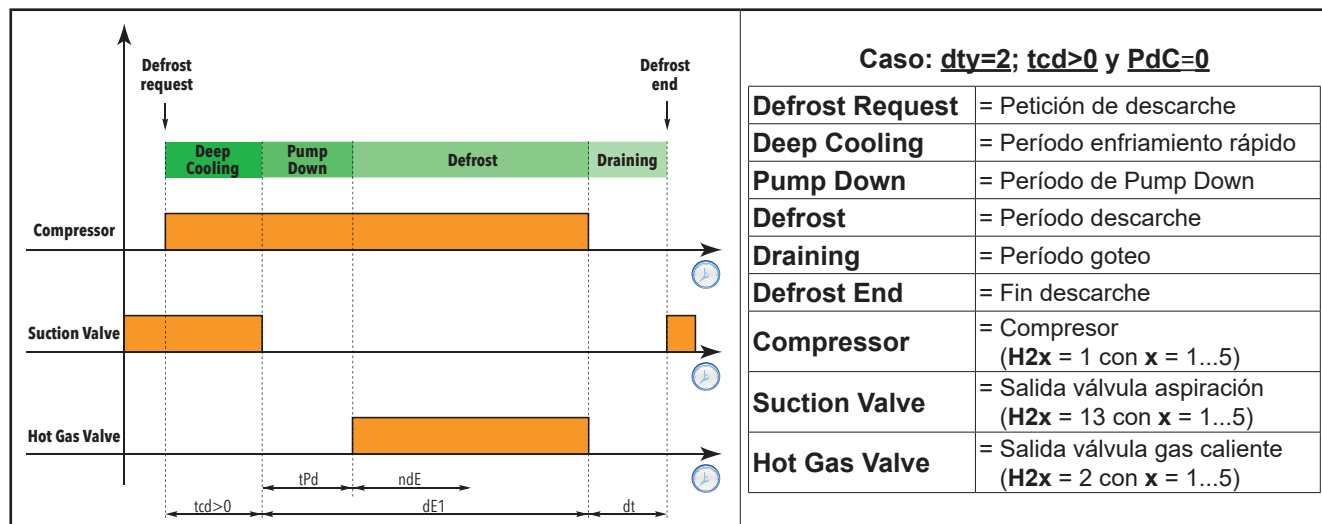 Defrost
request
Defrost
end
Deep
Cooling
Pump
Down
Defrost
Draining
Compressor
Suction Valve
Hot Gas Valve
tPd
ndE
tcd>0
dE1
dt
Caso: dty=2; tcd>0 y PdC=0
Defrost Request = Petición de descarche
Deep Cooling = Período enfriamiento rápido
Pump Down = Período de Pump Down
Defrost = Período descarche
Draining = Período goteo
Defrost End = Fin descarche
Compressor = Compresor
(H2x = 1 con x = 1...5)
Suction Valve = Salida válvula aspiración
(H2x = 13 con x = 1...5)
Hot Gas Valve = Salida válvula gas caliente
(H2x = 2 con x = 1...5)